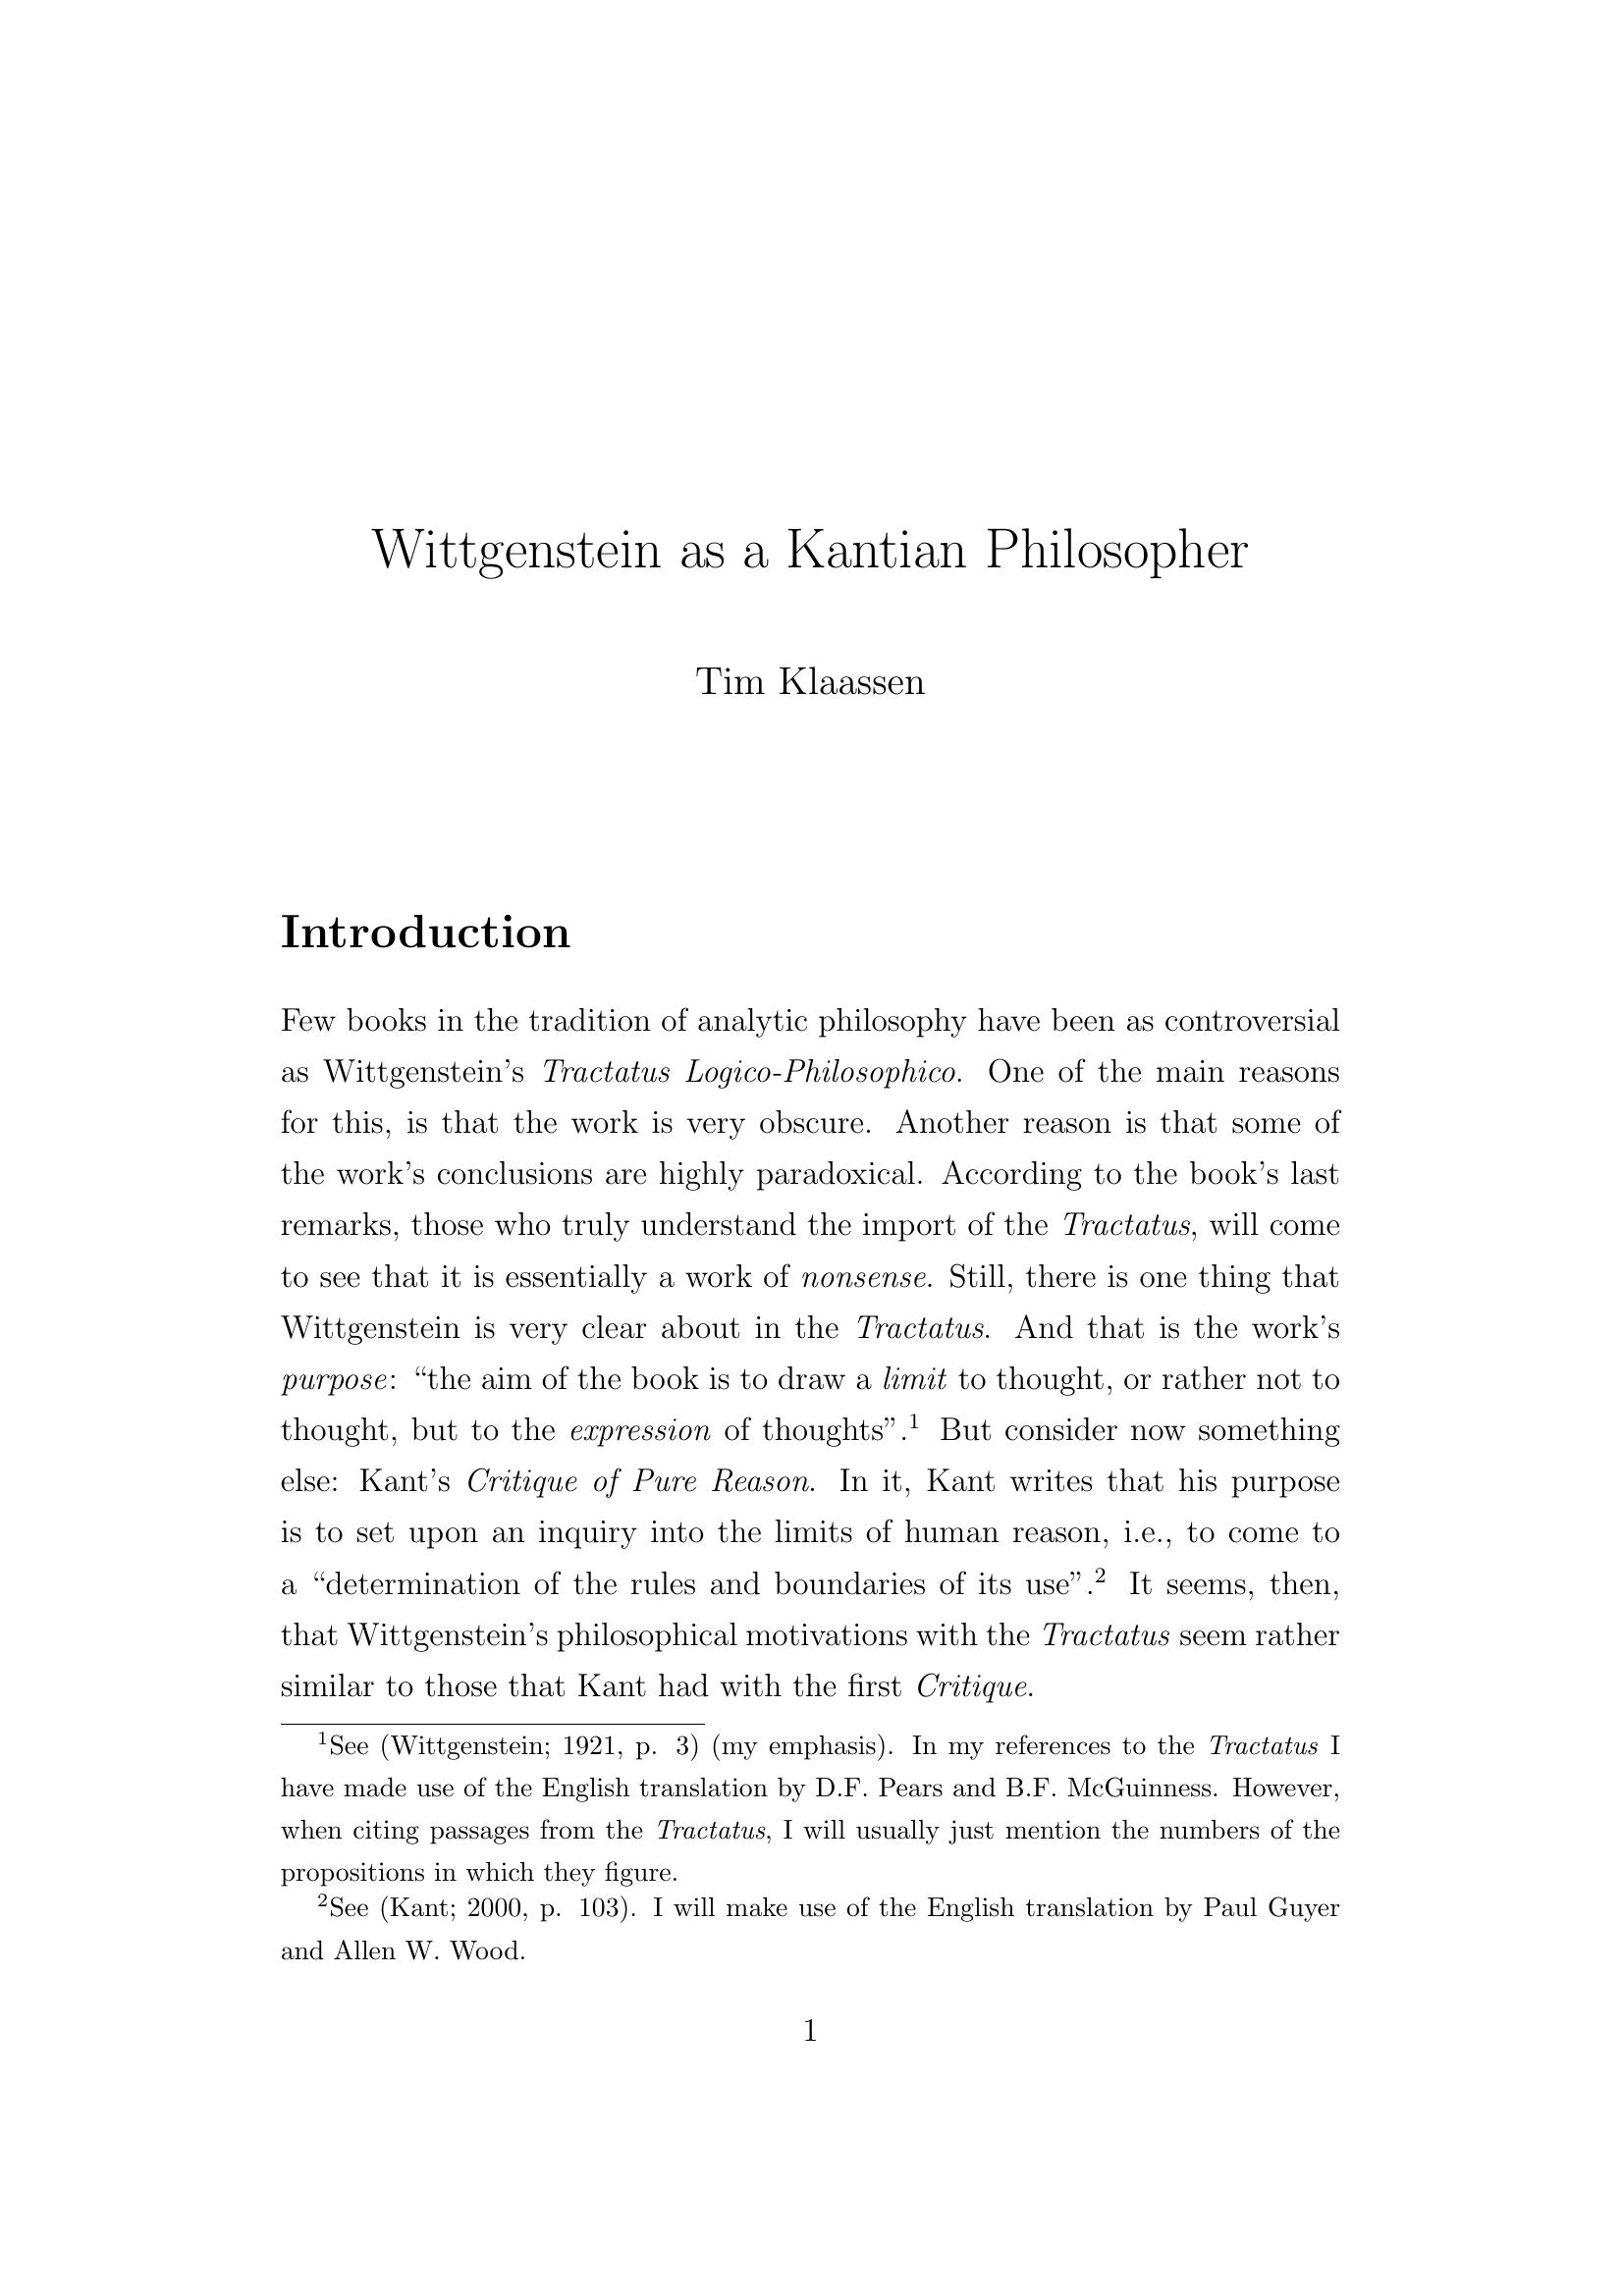 Wittgenstein as a Kantian Philosopher
Tim Klaassen
Introduction
Few books in the tradition of analytic philosophy have been as controversial
as Wittgenstein's Tractatus Logico-Philosophico. One of the main reasons
for this, is that the work is very obscure. Another reason is that some of
the work's conclusions are highly paradoxical. According to the book's last
remarks, those who truly understand the import of the Tractatus, will come
to see that it is essentially a work of nonsense. Still, there is one thing that
Wittgenstein is very clear about in the Tractatus. And that is the work's
purpose: “the aim of the book is to draw a limit to thought, or rather not to
thought, but to the expression of thoughts”.1 But consider now something
else: Kant's Critique of Pure Reason. In it, Kant writes that his purpose
is to set upon an inquiry into the limits of human reason, i.e., to come to
a “determination of the rules and boundaries of its use”.2 It seems, then,
that Wittgenstein's philosophical motivations with the Tractatus seem rather
similar to those that Kant had with the first Critique.
1See (Wittgenstein; 1921, p. 3) (my emphasis). In my references to the Tractatus I
have made use of the English translation by D.F. Pears and B.F. McGuinness. However,
when citing passages from the Tractatus, I will usually just mention the numbers of the
propositions in which they figure.
2See (Kant; 2000, p. 103). I will make use of the English translation by Paul Guyer
and Allen W. Wood.
1